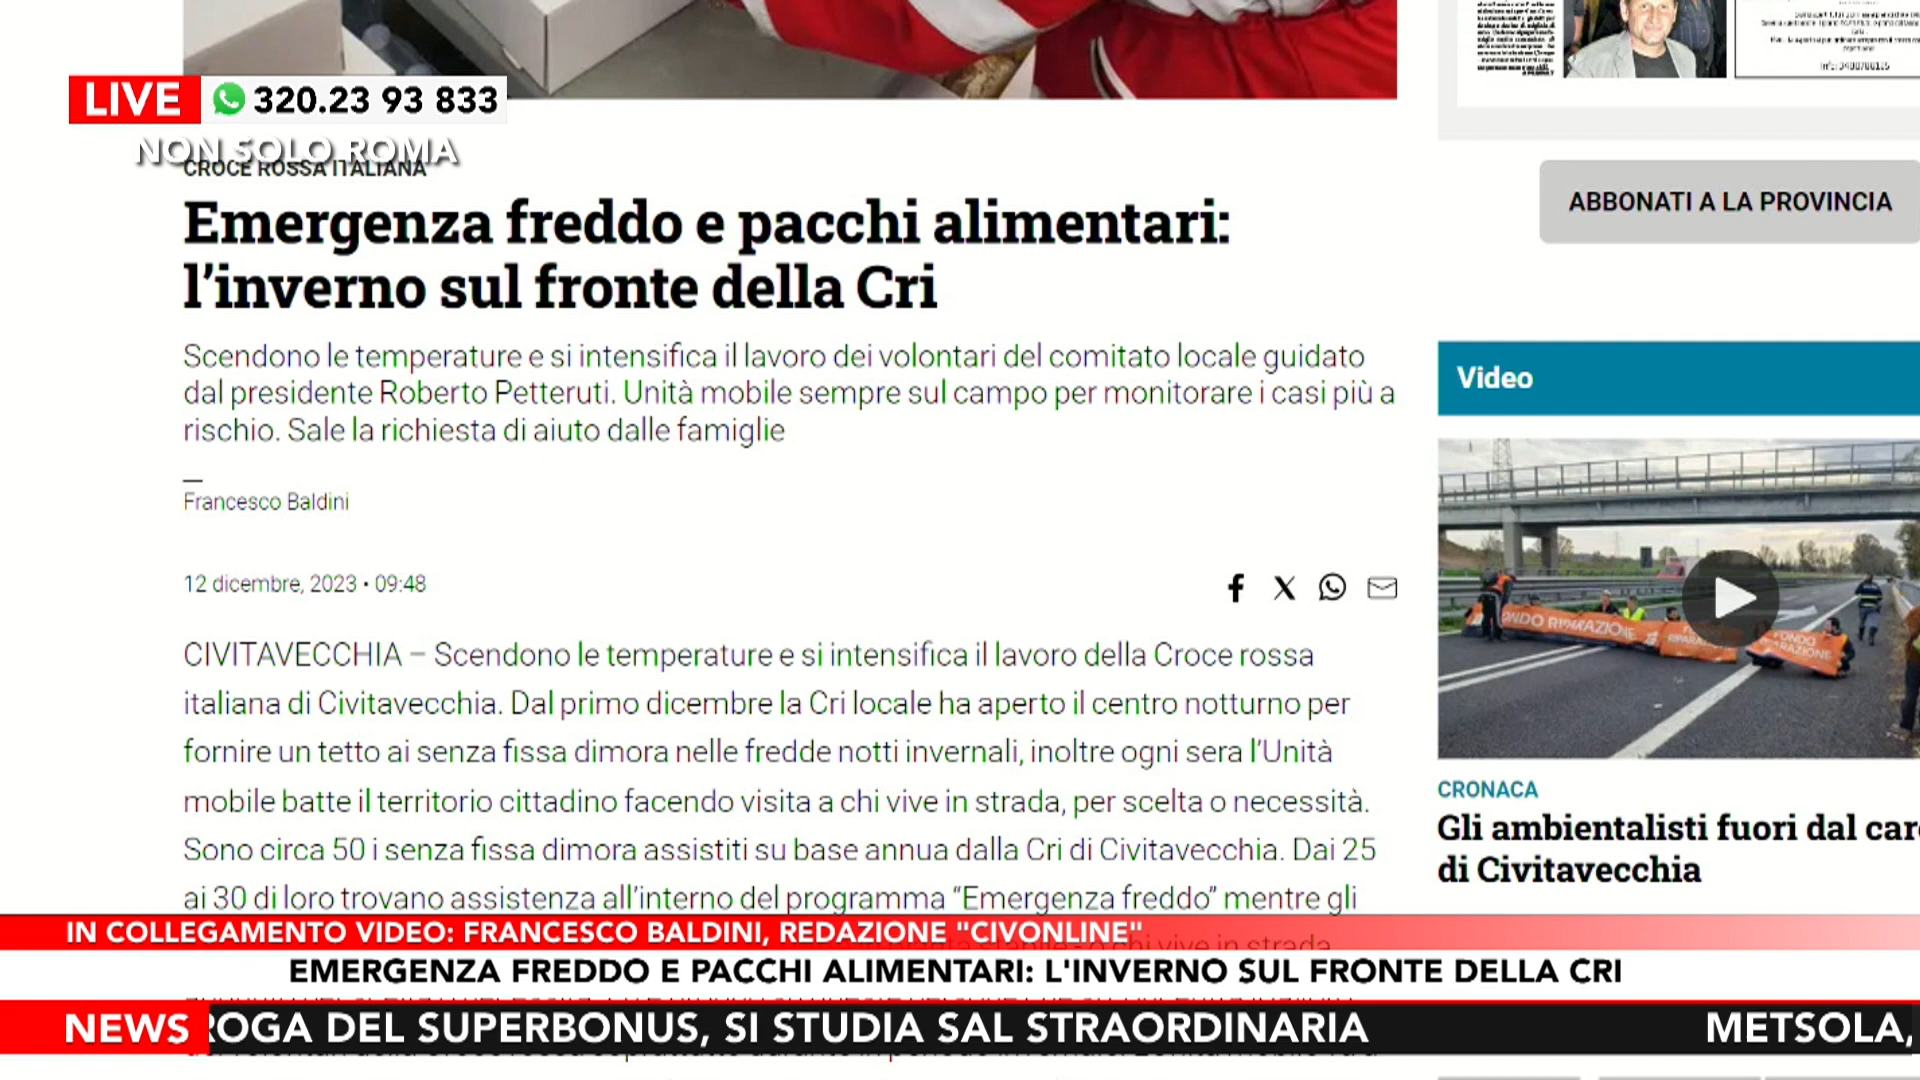 LIVE 320.23 93 833
NON SOLO ROMA
CROCE ROSSA ITALIANA
Emergenza freddo e pacchi alimentari:
l’inverno sul fronte della Cri
Scendono le temperature e si intensifica il lavoro dei volontari del comitato locale guidato
dal presidente Roberto Petteruti. Unità mobile sempre sul campo per monitorare i casi più a
rischio. Sale la richiesta di aiuto dalle famiglie
Francesco Baldini
12 dicembre, 2023 • 09:48
CIVITAVECCHIA – Scendono le temperature e si intensifica il lavoro della Croce rossa
italiana di Civitavecchia. Dal primo dicembre la Cri locale ha aperto il centro notturno per
fornire un tetto ai senza fissa dimora nelle fredde notti invernali, inoltre ogni sera l’Unità
mobile batte il territorio cittadino facendo visita a chi vive in strada, per scelta o necessità.
Sono circa 50 i senza fissa dimora assistiti su base annua dalla Cri di Civitavecchia. Dai 25
ai 30 di loro trovano assistenza all’interno del programma “Emergenza freddo” mentre gli
chi vive in strada
ABBONATI A LA PROVINCIA
Video
FONDO RIPARAZIONE
CRONACA
Gli ambientalisti fuori dal
di Civitavecchia
IN COLLEGAMENTO VIDEO: FRANCESCO BALDINI, REDAZIONE "CIVONLINE"
EMERGENZA FREDDO E PACCHI ALIMENTARI: L'INVERNO SUL FRONTE DELLA CRI
NEWS ROGA DEL SUPERBONUS, SI STUDIA SAL STRAORDINARIA METSOLA,